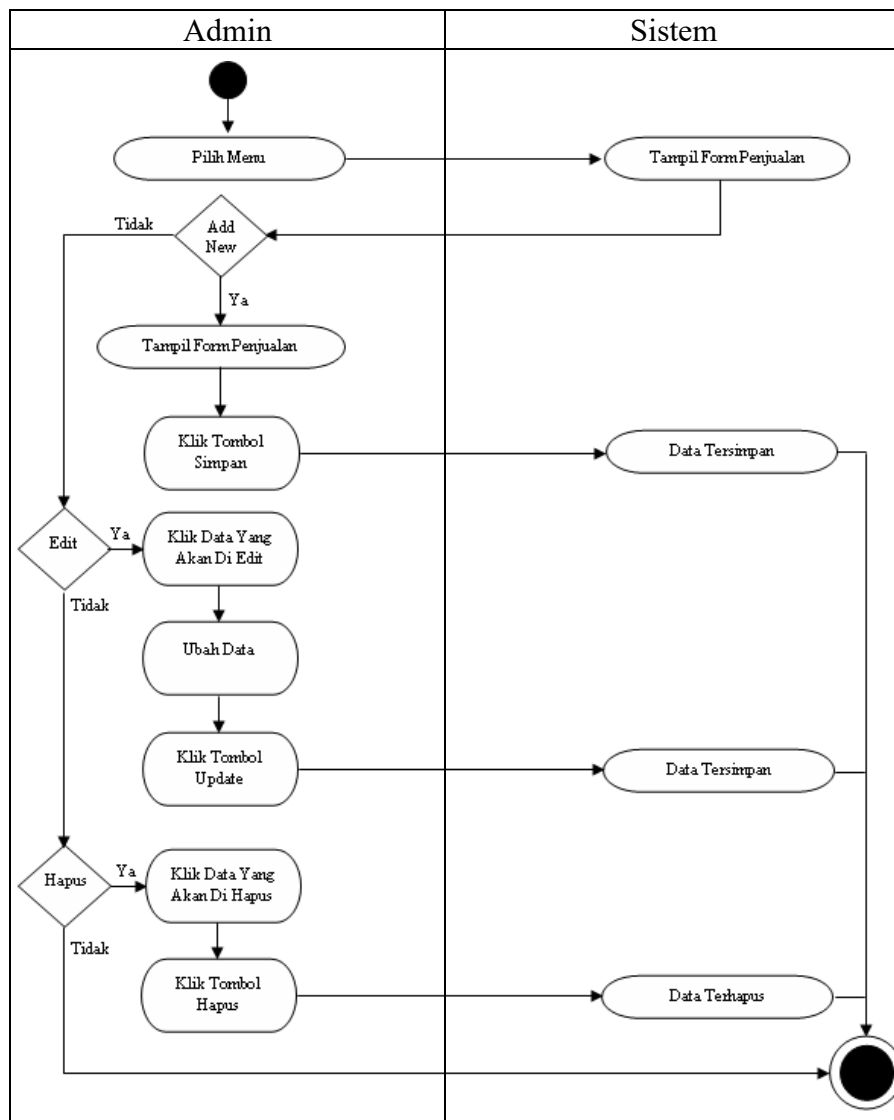 Admin
Sistem
Pilih Menu
Tampil Form Penjualan
Tidak
Add
New
Ya
Tampil Form Penjualan
Klik Tombol
Simpan
Data Tersimpan
Edit
Ya
Klik Data Yang
Akan Di Edit
Tidak
Ubah Data
Klik Tombol
Update
Data Tersimpan
Hapus
Ya
Klik Data Yang
Akan Di Hapus
Tidak
Klik Tombol
Hapus
Data Terhapus